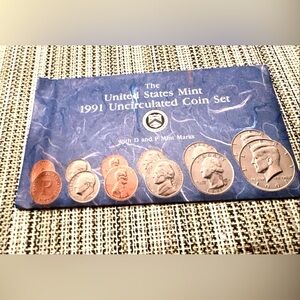 The
United States Mint
1991 Uncirculated Coin Set
With D and P Mint Marks
P